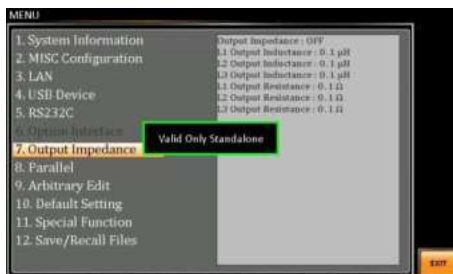 MENU
1. System Information
2. MISC Configuration
3. LAN
4. USB Device
5. RS232C
6. Option Interface
7. Output Impedance
8. Parallel
9. Arbitrary Edit
10. Default Setting
11. Special Function
12. Save/Recall Files
Output Impedance : OFF
L1 Output Inductance : 0.1 µH
L2 Output Inductance : 0.1 µH
L3 Output Inductance : 0.1 µH
L1 Output Resistance : 0.1 Ω
L2 Output Resistance : 0.1 Ω
L3 Output Resistance : 0.1 Ω
Valid Only Standalone
EXIT